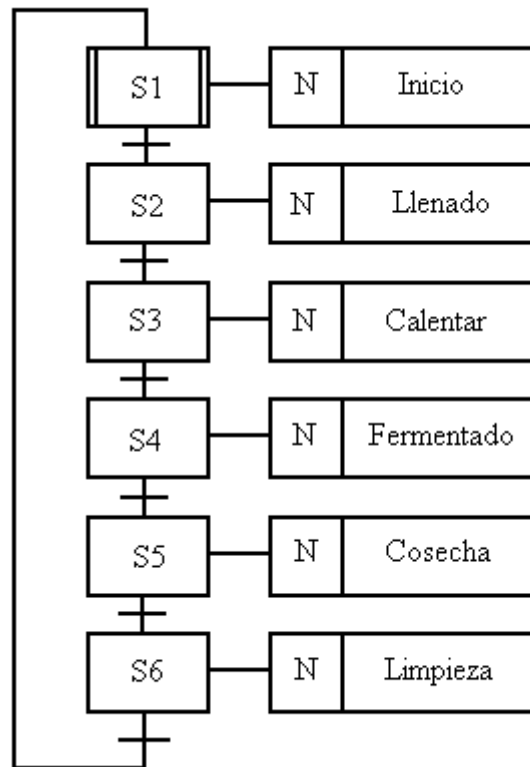 S1 N Inicio
S2 N Llenado
S3 N Calentar
S4 N Fermentado
S5 N Cosecha
S6 N Limpieza